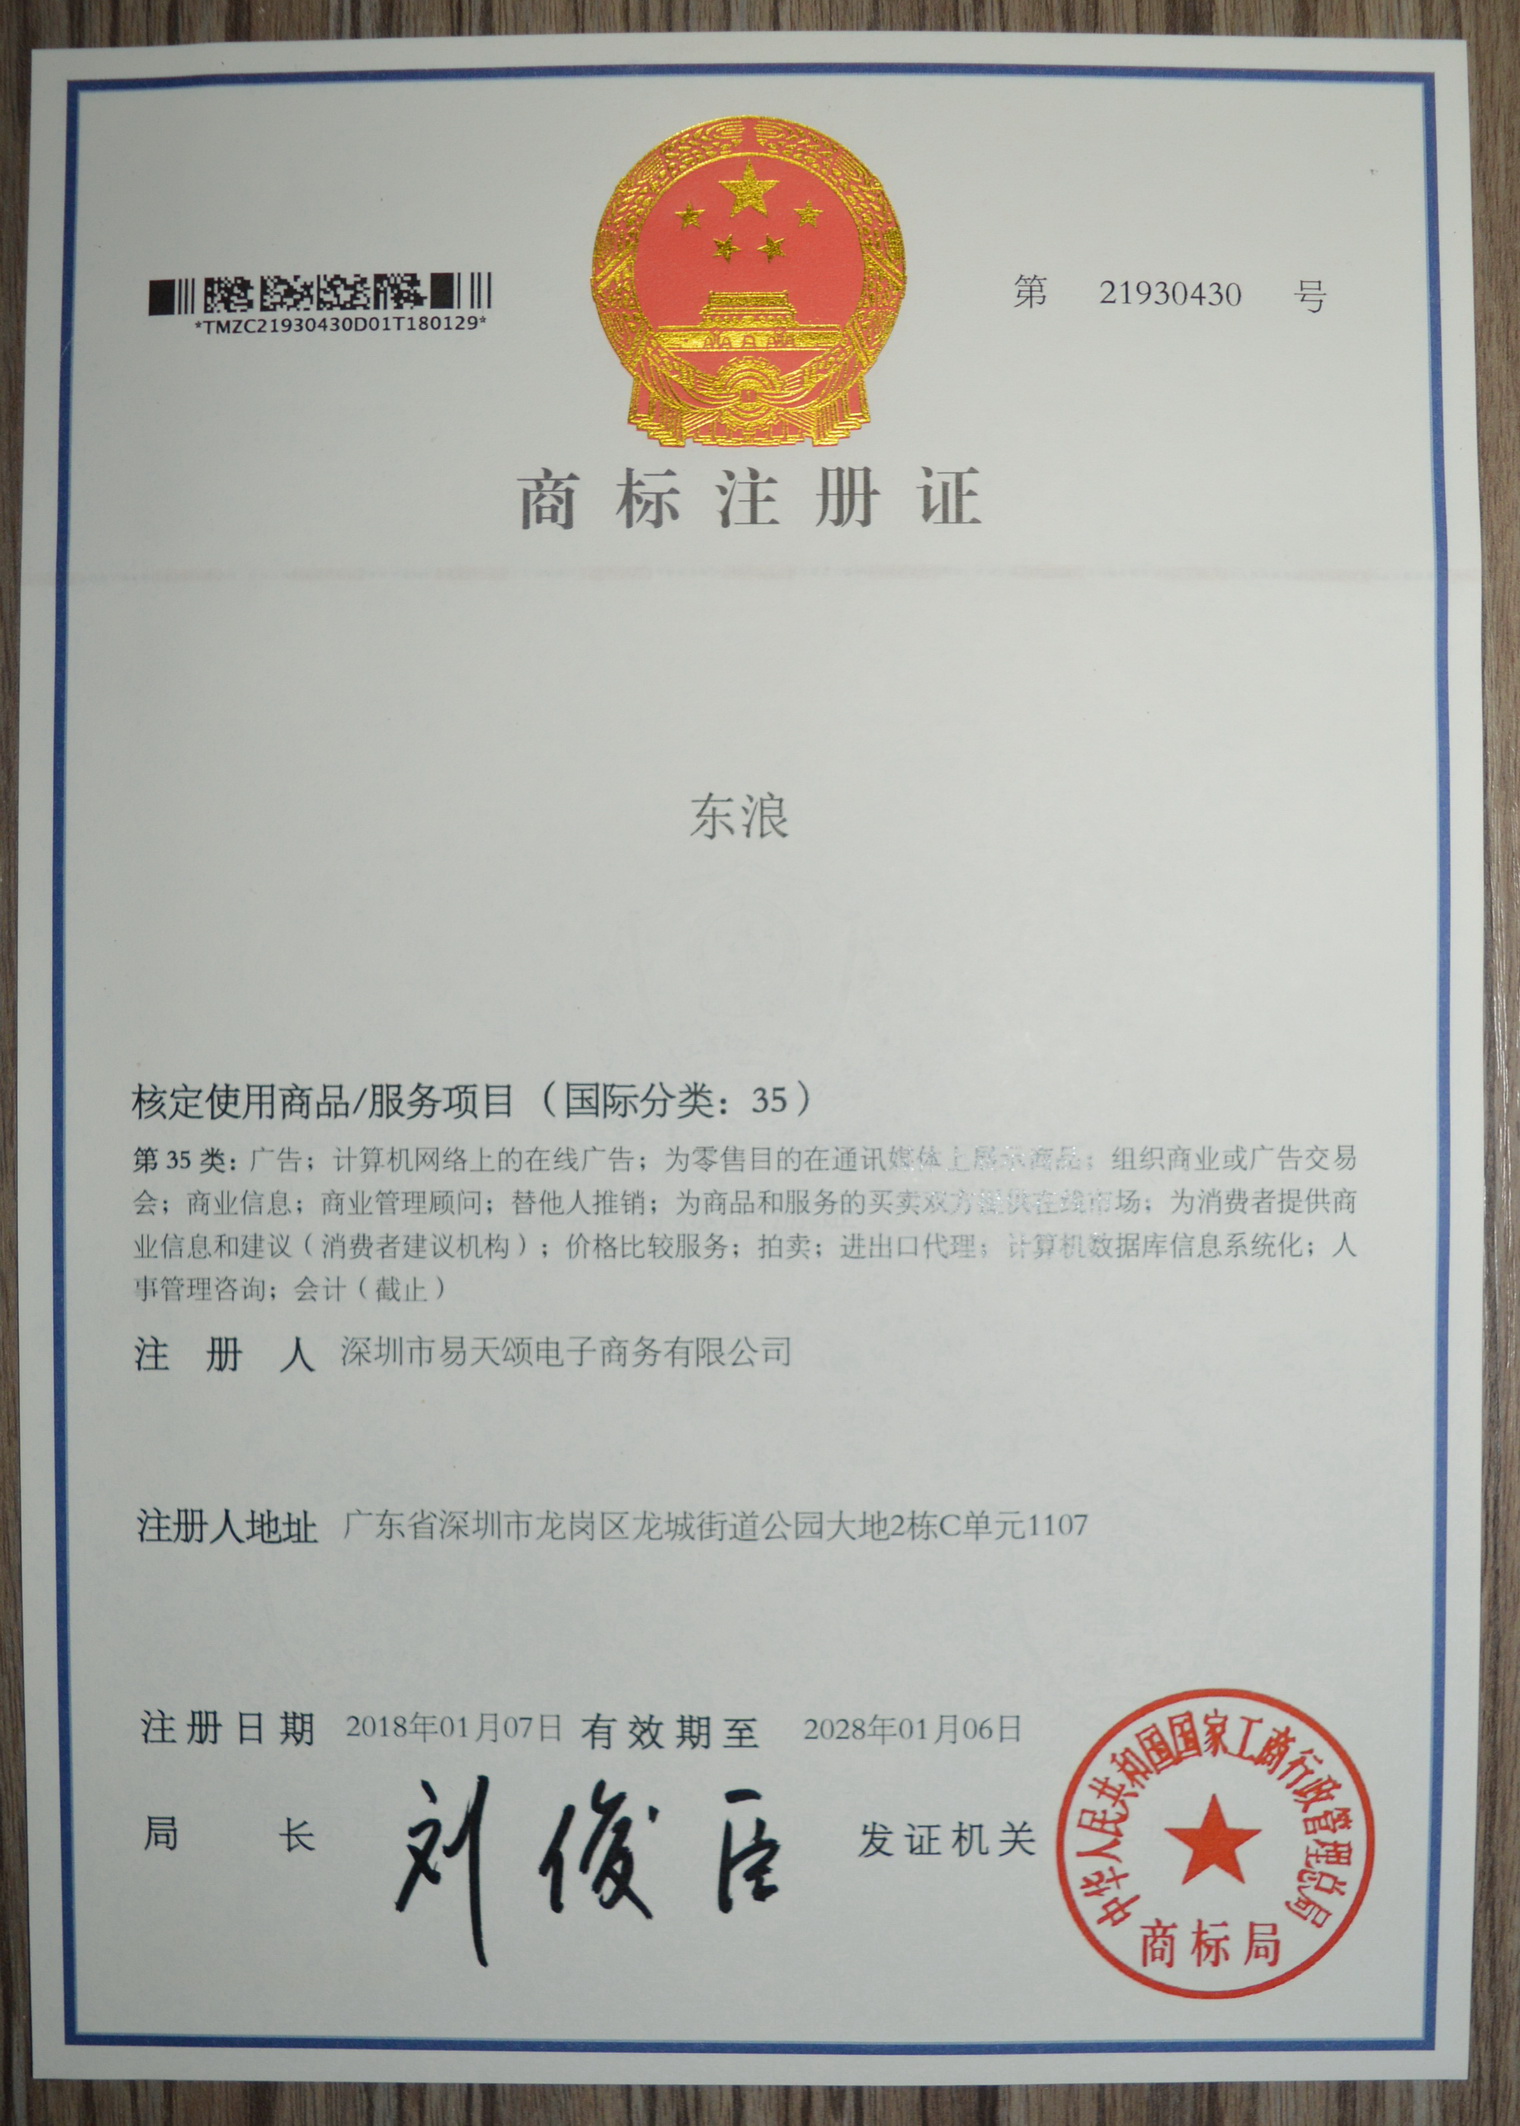 *TMZC21930430D01T180129*
第 21930430 号
商标注册证
东浪
核定使用商品/服务项目（国际分类：35）
第 35 类：广告；计算机网络上的在线广告；为零售目的在通讯媒体上展示商品；组织商业或广告交易
会；商业信息；商业管理顾问；替他人推销；为商品和服务的买卖双方提供在线市场；为消费者提供商
业信息和建议（消费者建议机构）；价格比较服务；拍卖；进出口代理；计算机数据库信息系统化；人
事管理咨询；会计（截止）
注册人 深圳市易天颂电子商务有限公司
注册人地址 广东省深圳市龙岗区龙城街道公园大地2栋C单元1107
注册日期 2018年01月07日 有效期至 2028年01月06日
局长 刘俊臣 发证机关
中华人民共和国国家工商行政管理总局
商标局